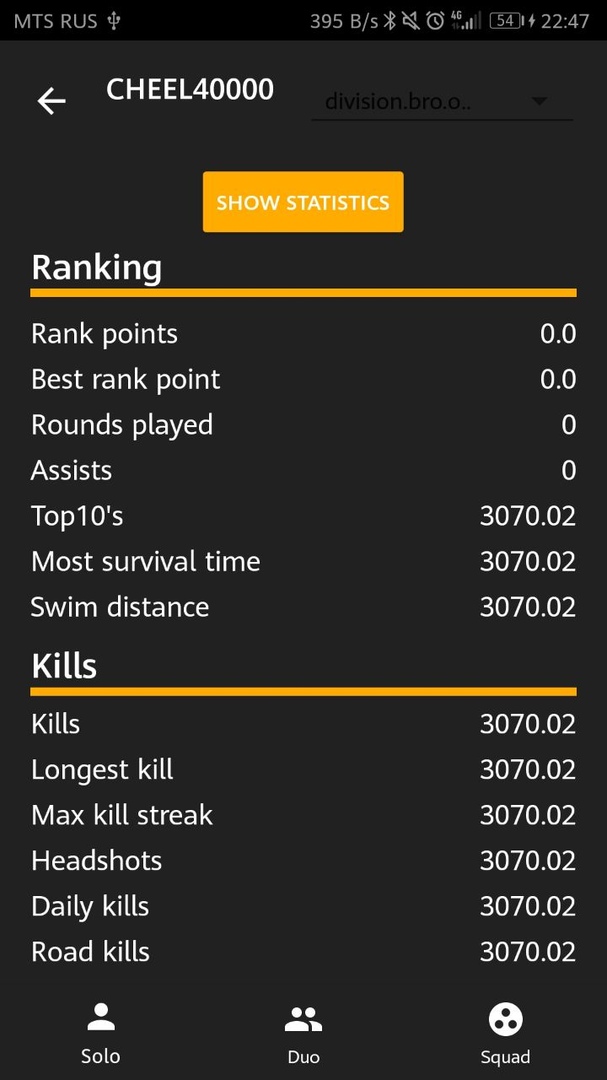 MTS RUS 395 B/s 4G 54 22:47
CHEEL40000
division.bro.o..
SHOW STATISTICS
Ranking
Rank points 0.0
Best rank point 0.0
Rounds played 0
Assists 0
Top10's 3070.02
Most survival time 3070.02
Swim distance 3070.02
Kills
Kills 3070.02
Longest kill 3070.02
Max kill streak 3070.02
Headshots 3070.02
Daily kills 3070.02
Road kills 3070.02
Solo Duo Squad